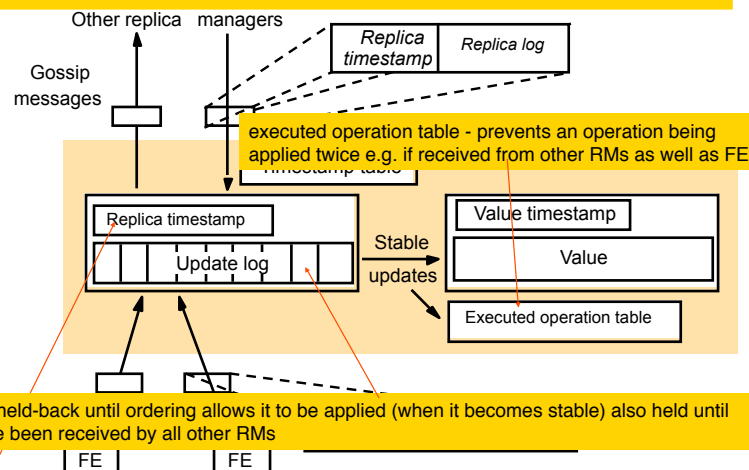 Other replica managers
Replica timestamp
Replica log
Gossip messages
executed operation table - prevents an operation being
applied twice e.g. if received from other RMs as well as FE
Replica timestamp
Update log
Stable updates
Value timestamp
Value
Executed operation table
held-back until ordering allows it to be applied (when it becomes stable) also held until
been received by all other RMs
FE
FE